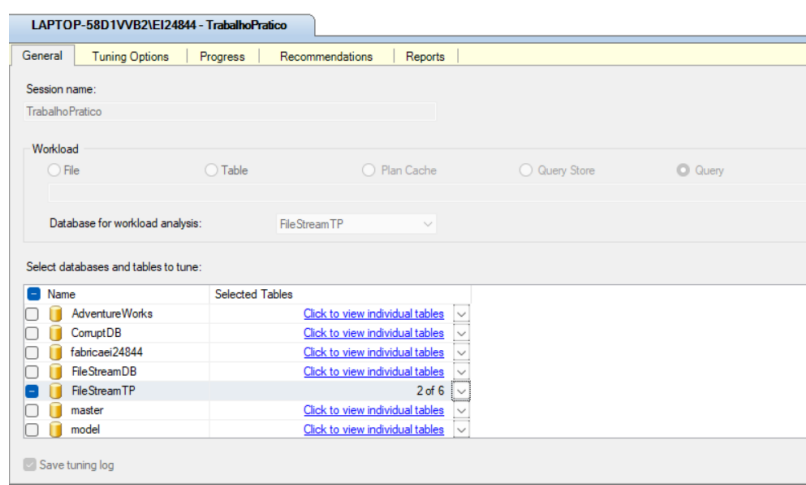 LAPTOP-58D1VVB2\EI24844 - TrabalhoPratico
General Tuning Options Progress Recommendations Reports
Session name:
TrabalhoPratico
Workload
File Table Plan Cache Query Store Query
Database for workload analysis: FileStreamTP
Select databases and tables to tune:
Name Selected Tables
AdventureWorks Click to view individual tables
CorruptDB Click to view individual tables
fabricaei24844 Click to view individual tables
FileStreamDB Click to view individual tables
FileStreamTP 2 of 6
master Click to view individual tables
model Click to view individual tables
Save tuning log